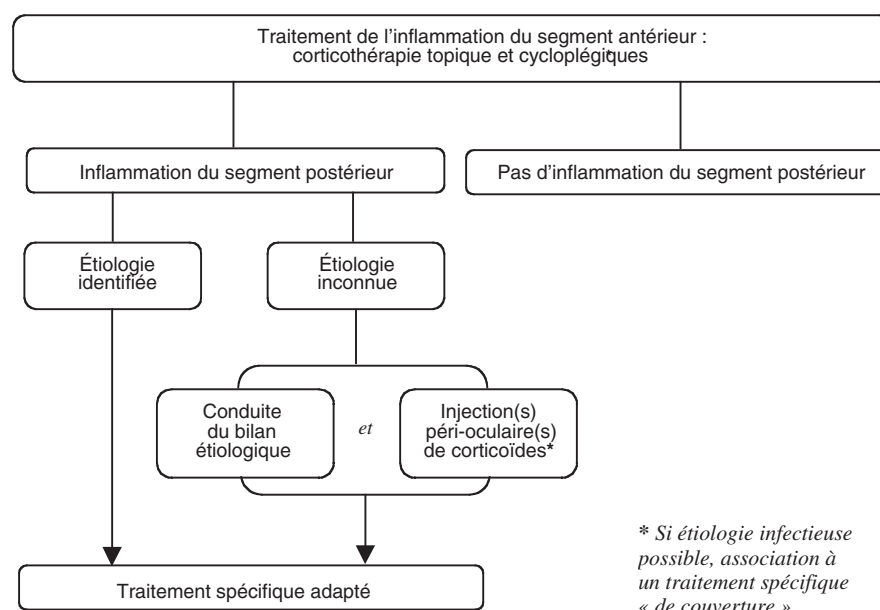 Traitement de l'inflammation du segment antérieur :
corticothérapie topique et cycloplégiques
Inflammation du segment postérieur
Pas d'inflammation du segment postérieur
Étiologie
identifiée
Étiologie
inconnue
Conduite
du bilan
étiologique
et
Injection(s)
péri-oculaire(s)
de corticoïdes*
* Si étiologie infectieuse
possible, association à
un traitement spécifique
« de couverture »
Traitement spécifique adapté